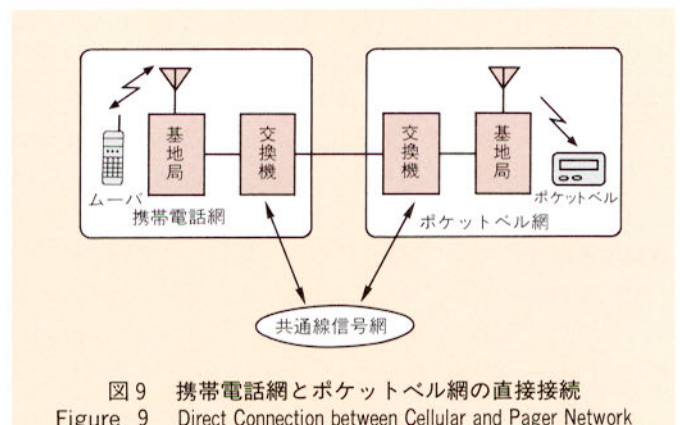 基地局
交換機
交換機
基地局
ムーバ
ポケットベル
携帯電話網
ポケットベル網
共通線信号網
図9 携帯電話網とポケットベル網の直接接続
Figure 9 Direct Connection between Cellular and Pager Network